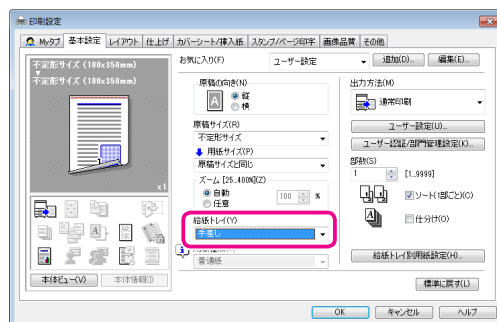 印刷設定
Myタブ 基本設定 レイアウト 仕上げ カバーシート/挿入紙 スタンプ/ページ印字 画像品質 その他
不定形サイズ (100x350mm)
不定形サイズ (100x350mm)
x1
本体ビュー(V) 本体情報(I)
お気に入り(F) ユーザー設定 追加(D)... 編集(E)...
原稿の向き(N)
A
縦
横
原稿サイズ(R)
不定形サイズ
用紙サイズ(P)
原稿サイズと同じ
ズーム [25..400%](Z)
自動
任意
100 %
給紙トレイ(Y)
手差し
普通紙
出力方法(M)
通常印刷
ユーザー設定(U)...
ユーザー認証/部門管理設定(K)...
部数(S)
1 [1..9999]
ソート(1部ごと)(O)
仕分け(O)
給紙トレイ別用紙設定(H)...
標準に戻す(L)
OK キャンセル ヘルプ